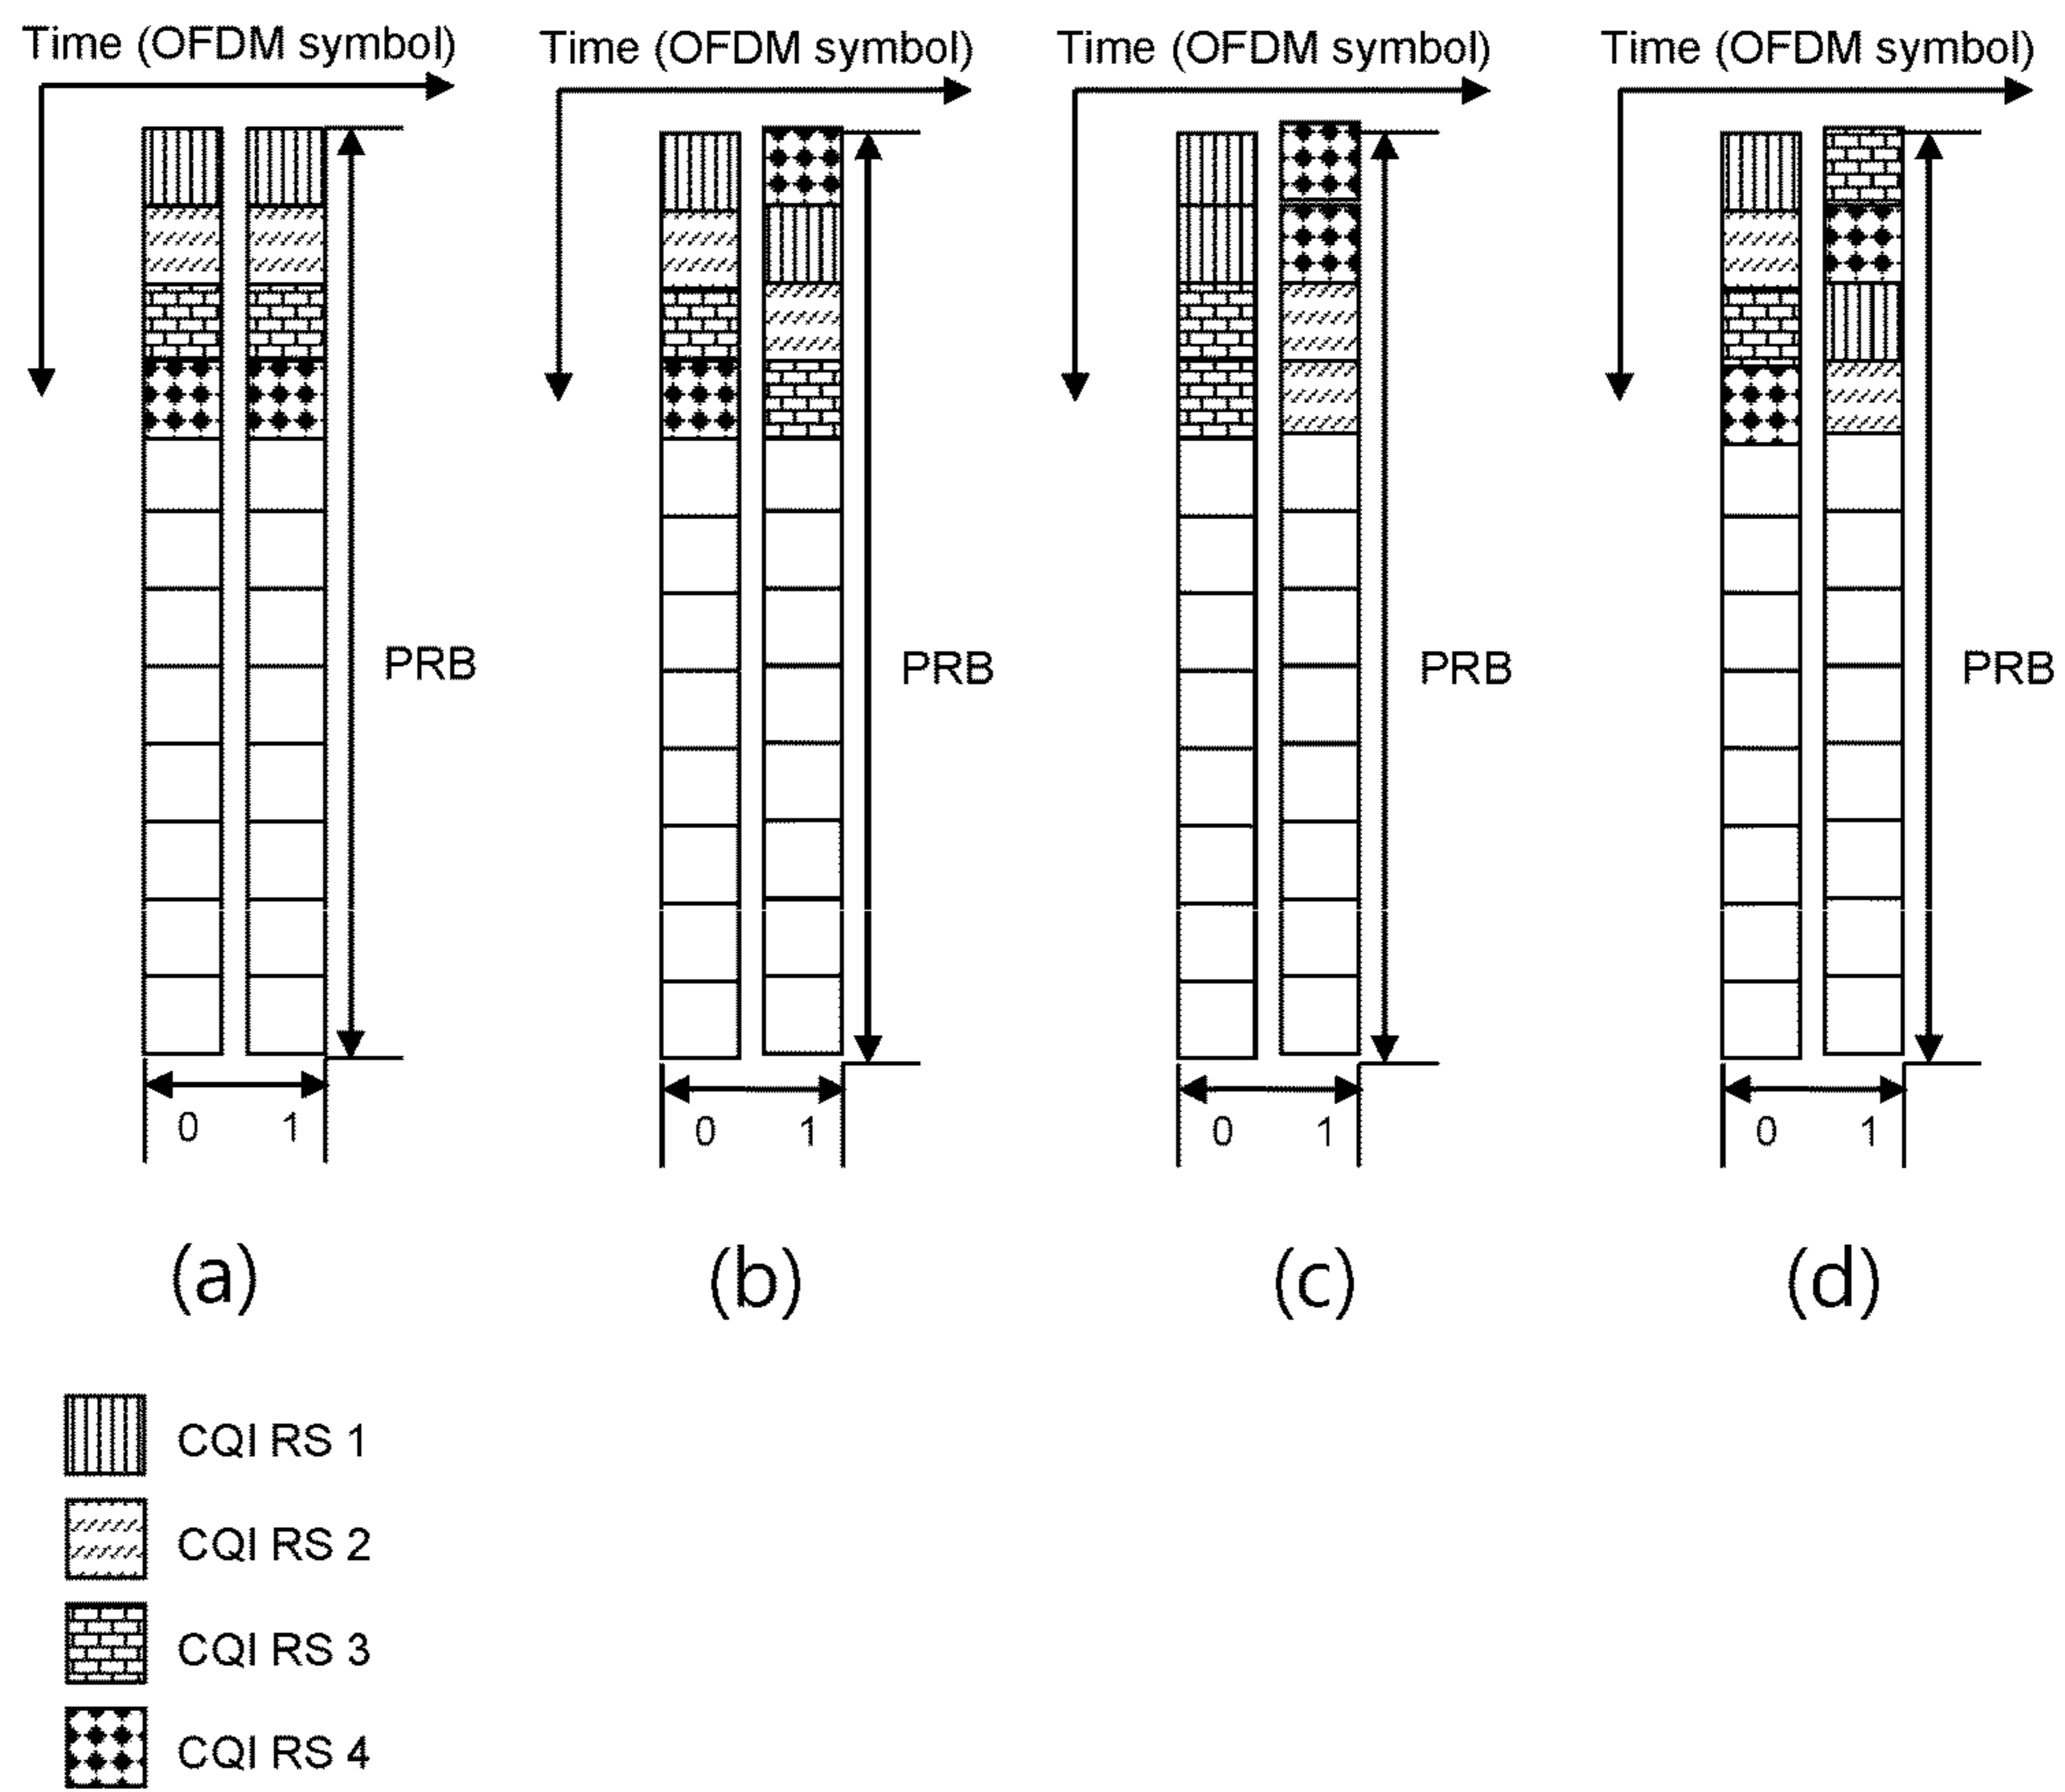 Time (OFDM symbol) Time (OFDM symbol) Time (OFDM symbol) Time (OFDM symbol)
PRB PRB PRB PRB
0 1 0 1 0 1 0 1
(a) (b) (c) (d)
CQI RS 1
CQI RS 2
CQI RS 3
CQI RS 4